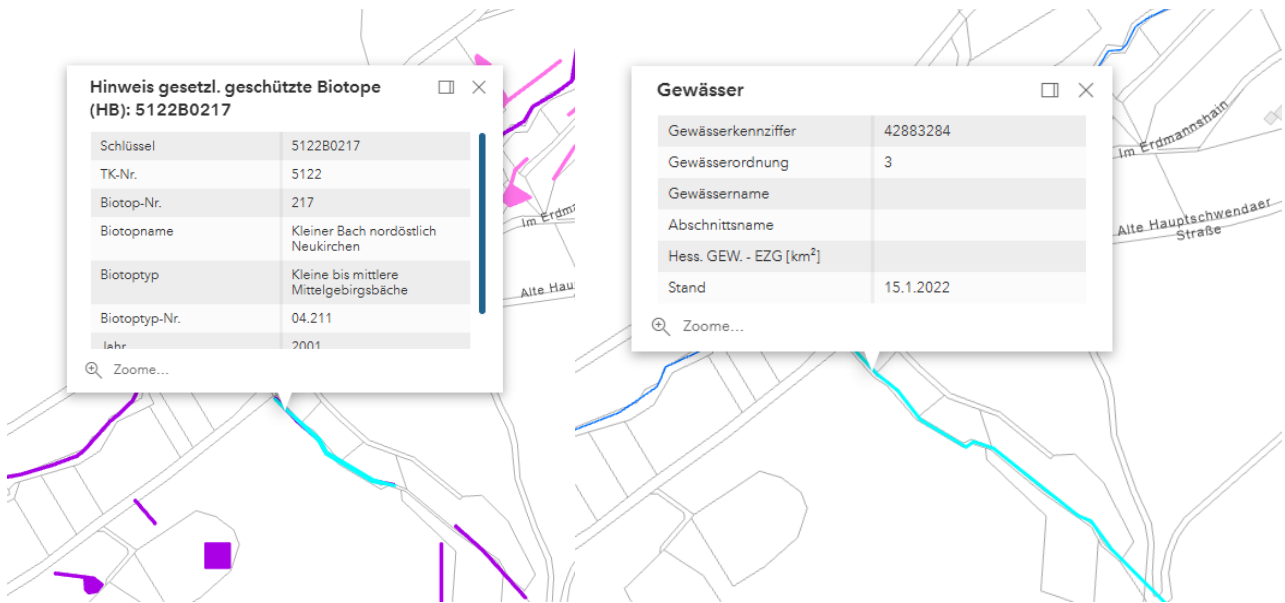 Hinweis gesetzl. geschützte Biotope
(HB): 5122B0217
Schlüssel 5122B0217
TK-Nr. 5122
Biotop-Nr. 217
Biotopname Kleiner Bach nordöstlich
Neukirchen
Biotoptyp Kleine bis mittlere
Mittelgebirgsbäche
Biotoptyp-Nr. 04.211
Jahr 2001
Zoome...
Im Erdma
Alte Hau
Gewässer
Gewässerkennziffer 42883284
Gewässerordnung 3
Gewässername
Abschnittsname
Hess. GEW. - EZG [km²]
Stand 15.1.2022
Zoome...
Im Erdmannshain
Alte Hauptschwendaer
Straße